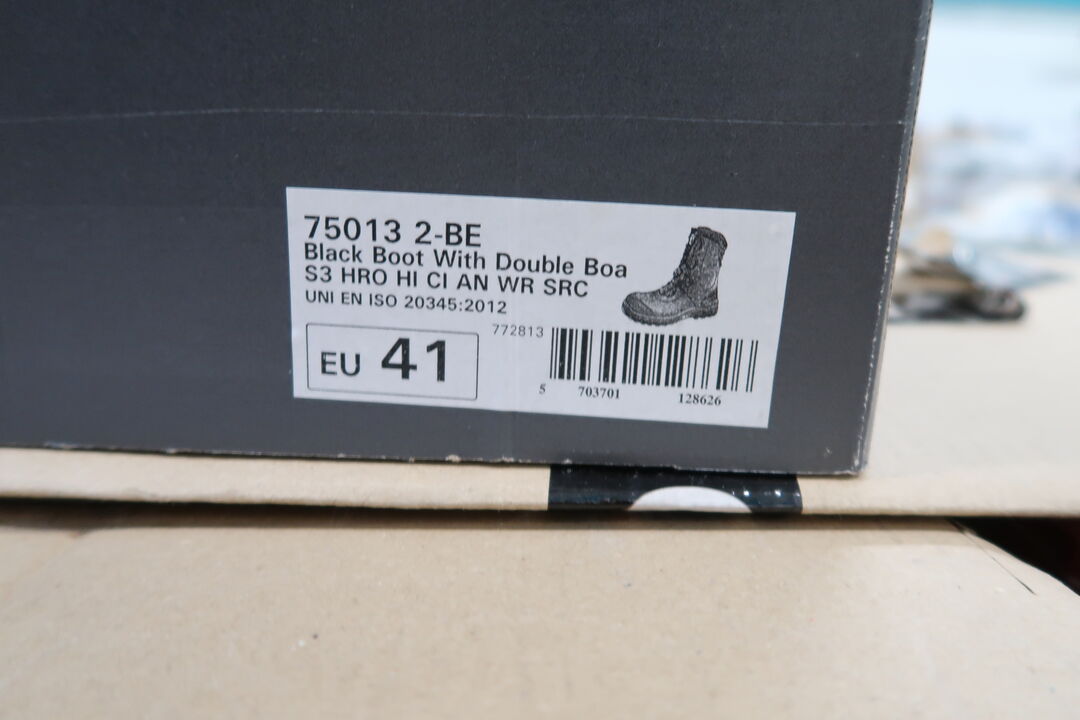 75013 2-BE
Black Boot With Double Boa
S3 HRO HI CI AN WR SRC
UNI EN ISO 20345:2012
772813
EU 41
5 703701 128626